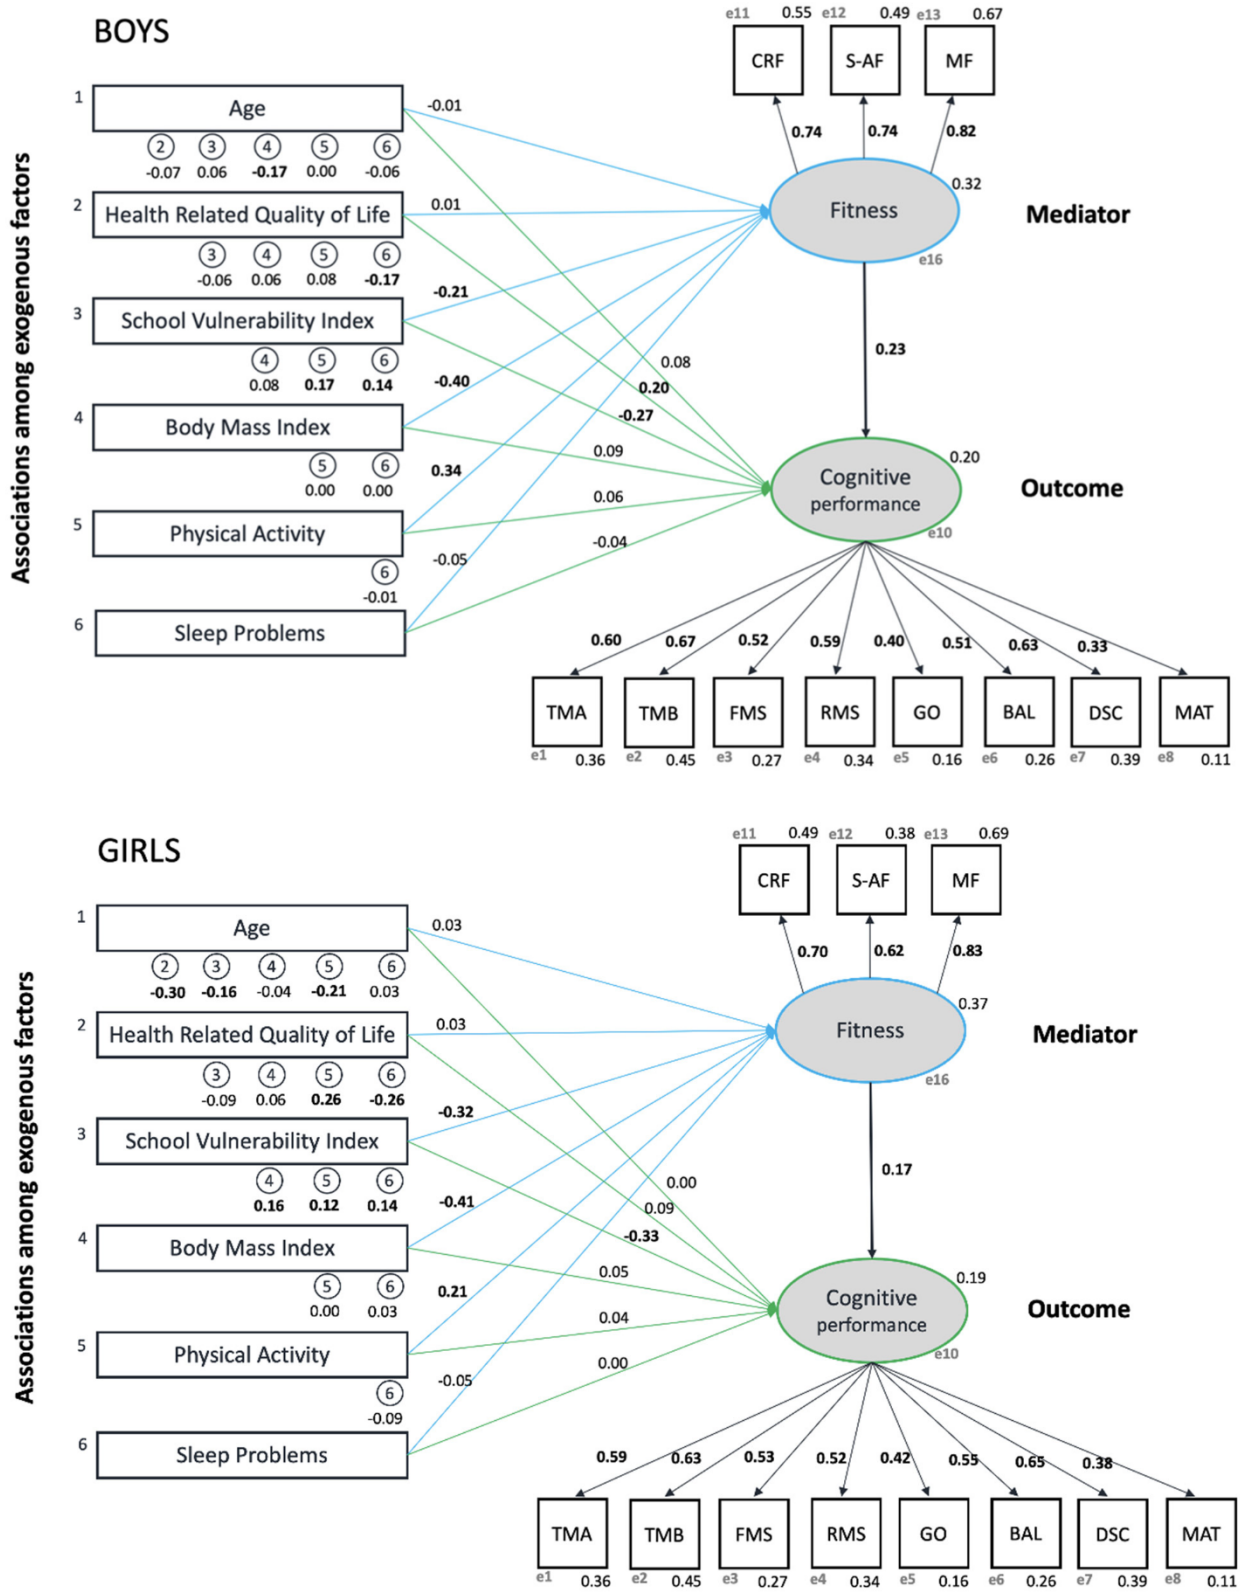 BOYS
e11 0.55 e12 0.49 e13 0.67
CRF S-AF MF
0.74 0.74 0.82
Associations among exogenous factors
1 Age
2 3 4 5 6
-0.07 0.06 -0.17 0.00 -0.06
2 Health Related Quality of Life
3 4 5 6
-0.06 0.06 0.08 -0.17
3 School Vulnerability Index
4 5 6
0.08 0.17 0.14
4 Body Mass Index
5 6
0.00 0.00
5 Physical Activity
6
-0.01
6 Sleep Problems
-0.01
0.01
-0.21
-0.40
0.34
-0.05
0.08
0.20
-0.27
0.09
0.06
-0.04
Fitness
0.32
e16
Mediator
0.23
Cognitive
performance
0.20
e10
Outcome
0.60 0.67 0.52 0.59 0.40 0.51 0.63 0.33
TMA TMB FMS RMS GO BAL DSC MAT
e1 0.36 e2 0.45 e3 0.27 e4 0.34 e5 0.16 e6 0.26 e7 0.39 e8 0.11
GIRLS
e11 0.49 e12 0.38 e13 0.69
CRF S-AF MF
0.70 0.62 0.83
Associations among exogenous factors
1 Age
2 3 4 5 6
-0.30 -0.16 -0.04 -0.21 0.03
2 Health Related Quality of Life
3 4 5 6
-0.09 0.06 0.26 -0.26
3 School Vulnerability Index
4 5 6
0.16 0.12 0.14
4 Body Mass Index
5 6
0.00 0.03
5 Physical Activity
6
-0.09
6 Sleep Problems
0.03
0.03
-0.32
-0.41
0.21
-0.05
0.00
0.09
-0.33
0.05
0.04
0.00
Fitness
0.37
e16
Mediator
0.17
Cognitive
performance
0.19
e10
Outcome
0.59 0.63 0.53 0.52 0.42 0.55 0.65 0.38
TMA TMB FMS RMS GO BAL DSC MAT
e1 0.36 e2 0.45 e3 0.27 e4 0.34 e5 0.16 e6 0.26 e7 0.39 e8 0.11